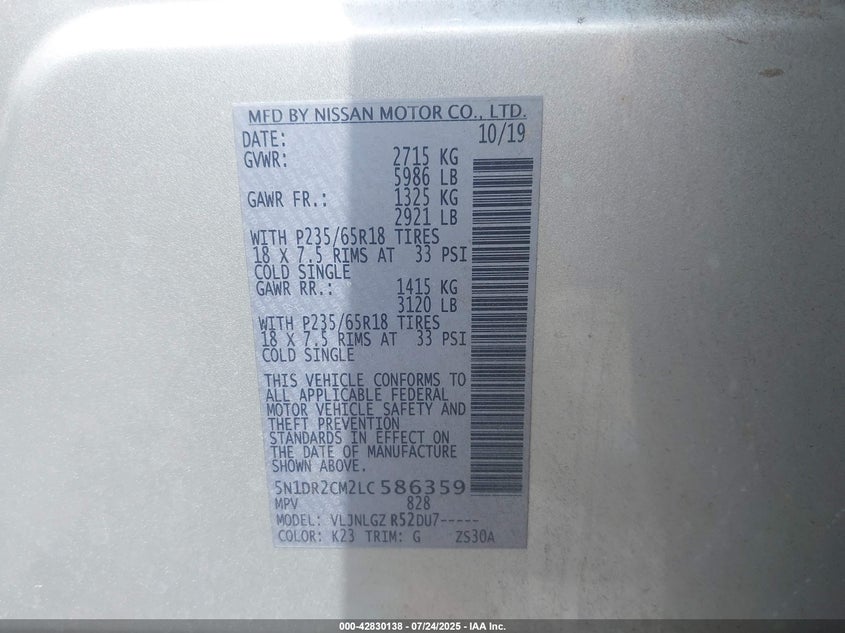 MFD BY NISSAN MOTOR CO., LTD.
DATE: 10/19
GVWR: 2715 KG
5986 LB
GAWR FR.: 1325 KG
2921 LB
WITH P235/65R18 TIRES
18 X 7.5 RIMS AT 33 PSI
COLD SINGLE
GAWR RR.: 1415 KG
3120 LB
WITH P235/65R18 TIRES
18 X 7.5 RIMS AT 33 PSI
COLD SINGLE
THIS VEHICLE CONFORMS TO
ALL APPLICABLE FEDERAL
MOTOR VEHICLE SAFETY AND
THEFT PREVENTION
STANDARDS IN EFFECT ON
THE DATE OF MANUFACTURE
SHOWN ABOVE.
5N1DR2CM2LC586359
MPV 828
MODEL: VLJNLGZ R52DU7-----
COLOR: K23 TRIM: G ZS30A
000-42830138 - 07/24/2025 - IAA Inc.